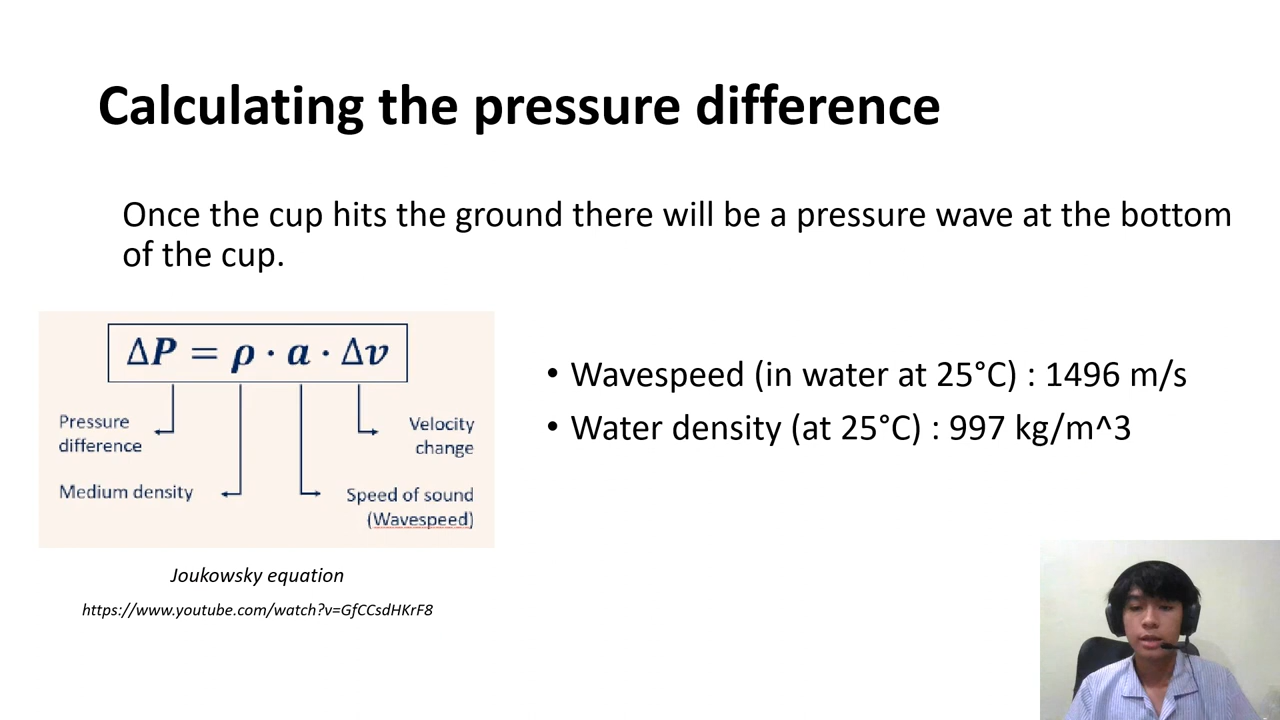 Calculating the pressure difference
Once the cup hits the ground there will be a pressure wave at the bottom
of the cup.
ΔP = ρ · a · Δv
Pressure
difference
Velocity
change
Medium density
Speed of sound
(Wavespeed)
• Wavespeed (in water at 25°C) : 1496 m/s
• Water density (at 25°C) : 997 kg/m^3
Joukowsky equation
https://www.youtube.com/watch?v=GfCCsdHKrF8